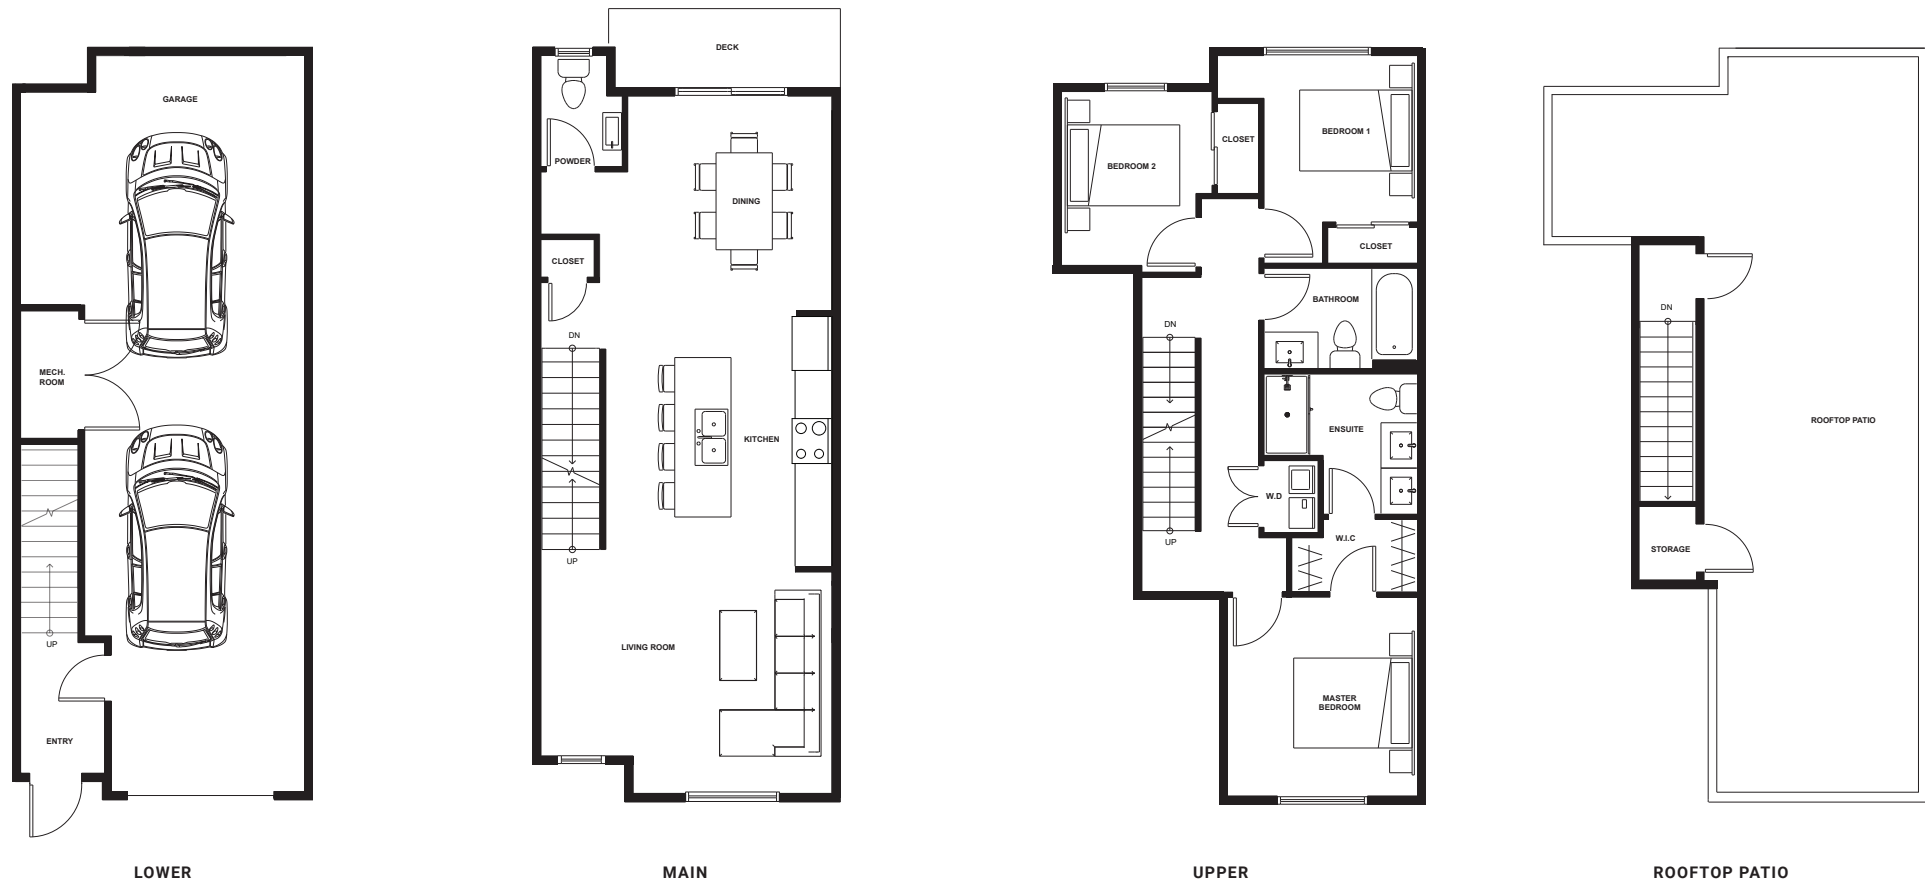 GARAGE
MECH.
ROOM
UP
ENTRY
LOWER
DECK
POWDER
DINING
CLOSET
DN
KITCHEN
UP
LIVING ROOM
MAIN
BEDROOM 1
CLOSET
BEDROOM 2
CLOSET
BATHROOM
DN
ENSUITE
W.D
UP
W.I.C
MASTER
BEDROOM
UPPER
DN
ROOFTOP PATIO
STORAGE
ROOFTOP PATIO